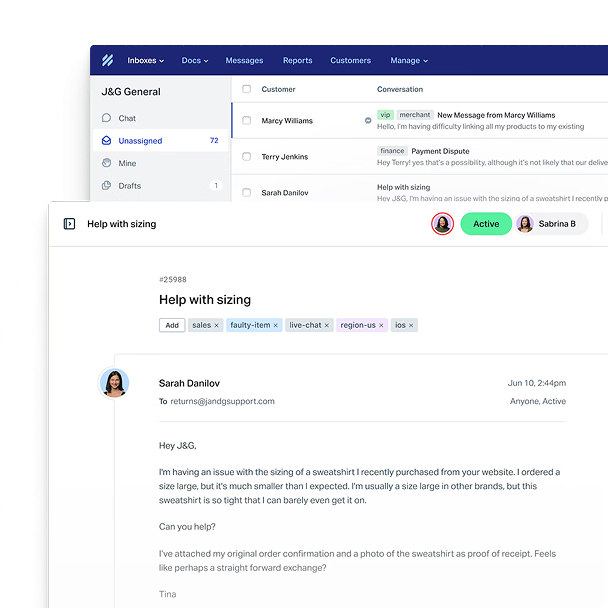 Inboxes Docs Messages Reports Customers Manage
J&G General
Customer Conversation
Chat
Marcy Williams vip merchant New Message from Marcy Williams
Hello, I'm having difficulty linking all my products to my existing
Unassigned 72
Terry Jenkins finance Payment Dispute
Hey Terry! yes that's a possibility, although it's not likely that our delive
Mine
Drafts 1
Sarah Danilov Help with sizing
Hey J&G, I'm having an issue with the sizing of a sweatshirt I recently p
Help with sizing Active Sabrina B
#25988
Help with sizing
Add sales × faulty-item × live-chat × region-us × ios ×
Sarah Danilov Jun 10, 2:44pm
To returns@jandgsupport.com Anyone, Active
Hey J&G,
I'm having an issue with the sizing of a sweatshirt I recently purchased from your website. I ordered a
size large, but it's much smaller than I expected. I'm usually a size large in other brands, but this
sweatshirt is so tight that I can barely even get it on.
Can you help?
I've attached my original order confirmation and a photo of the sweatshirt as proof of receipt. Feels
like perhaps a straight forward exchange?
Tina